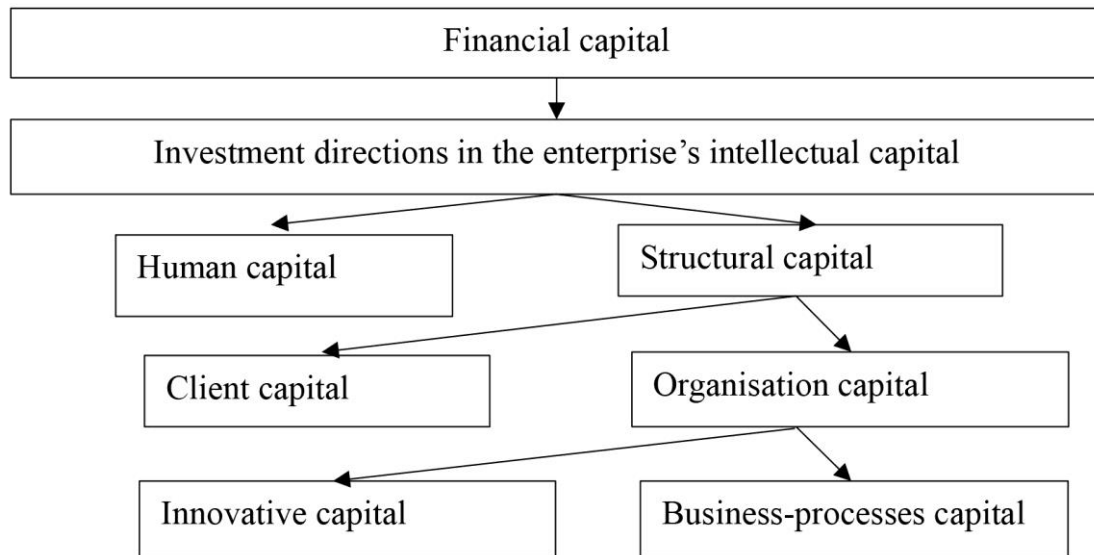 Financial capital
Investment directions in the enterprise’s intellectual capital
Human capital
Structural capital
Client capital
Organisation capital
Innovative capital
Business-processes capital